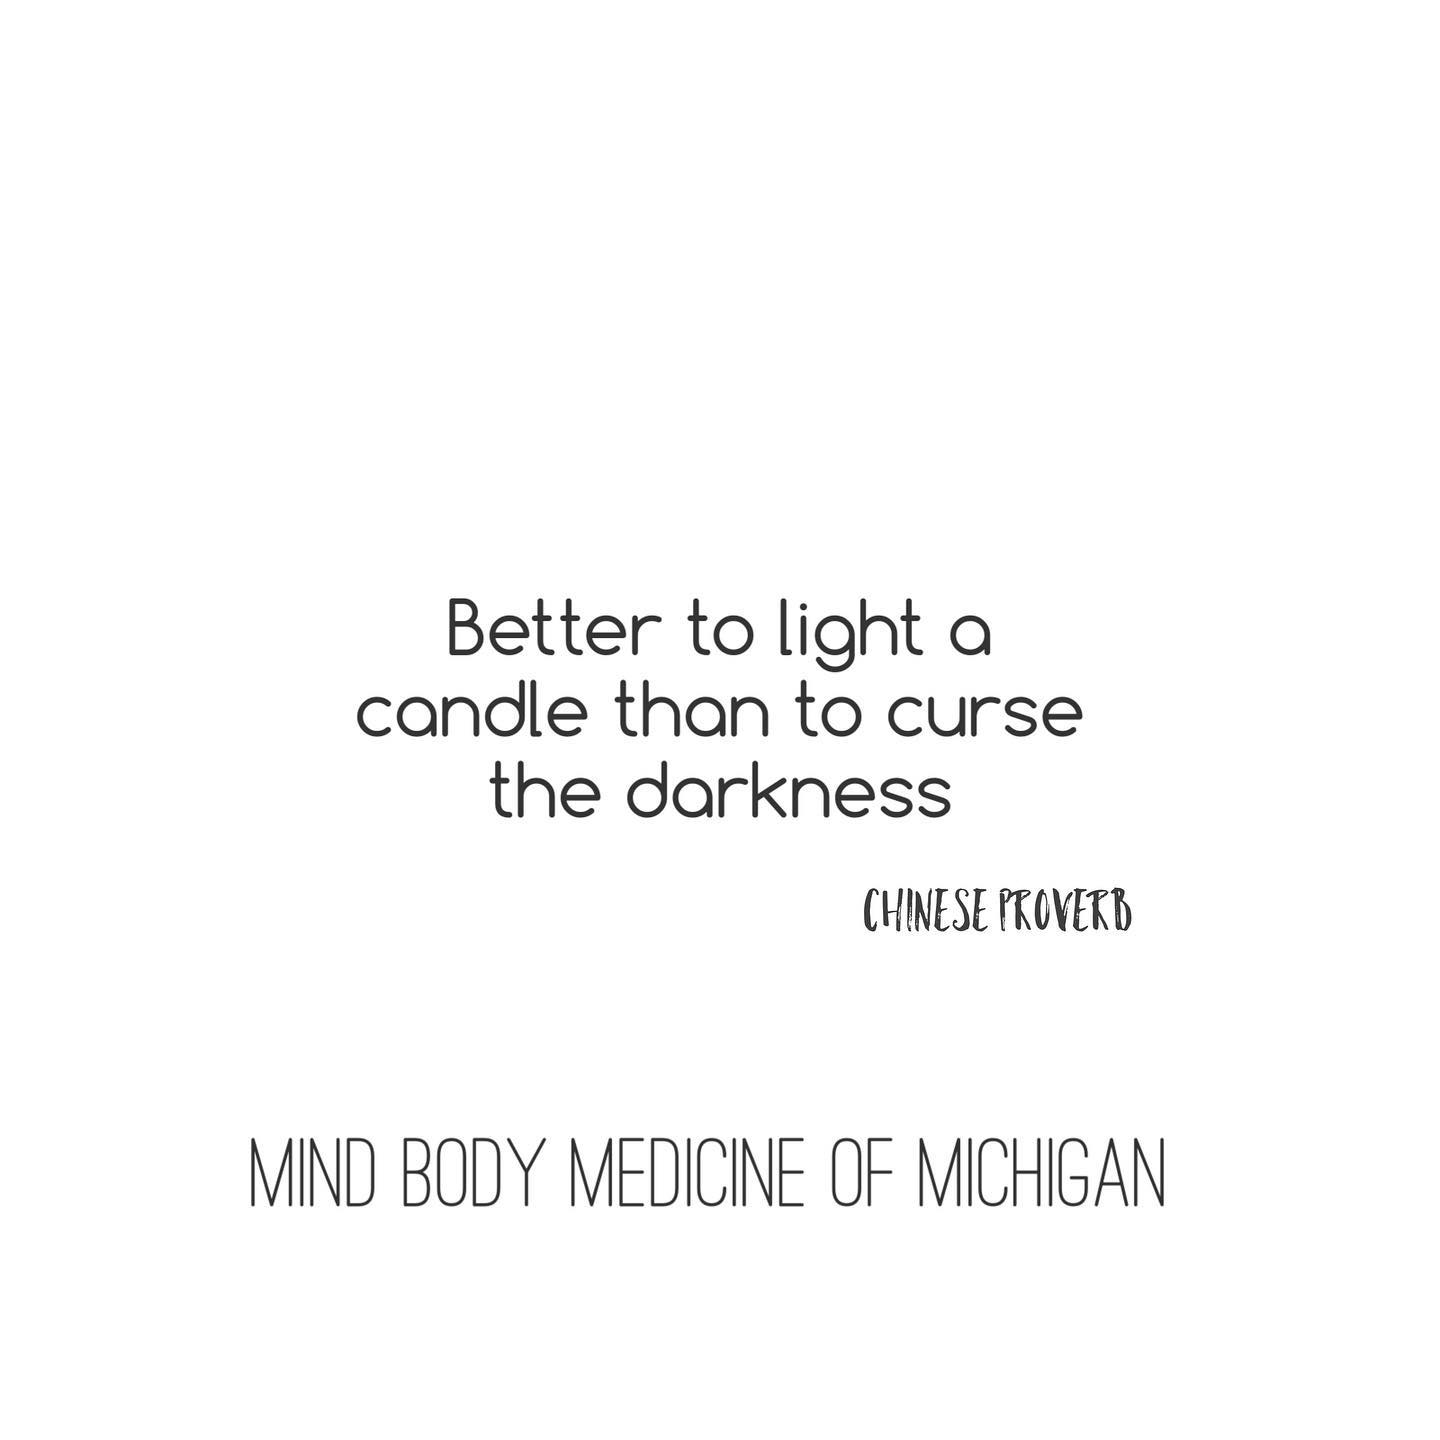 Better to light a
candle than to curse
the darkness
CHINESE PROVERB
MIND BODY MEDICINE OF MICHIGAN